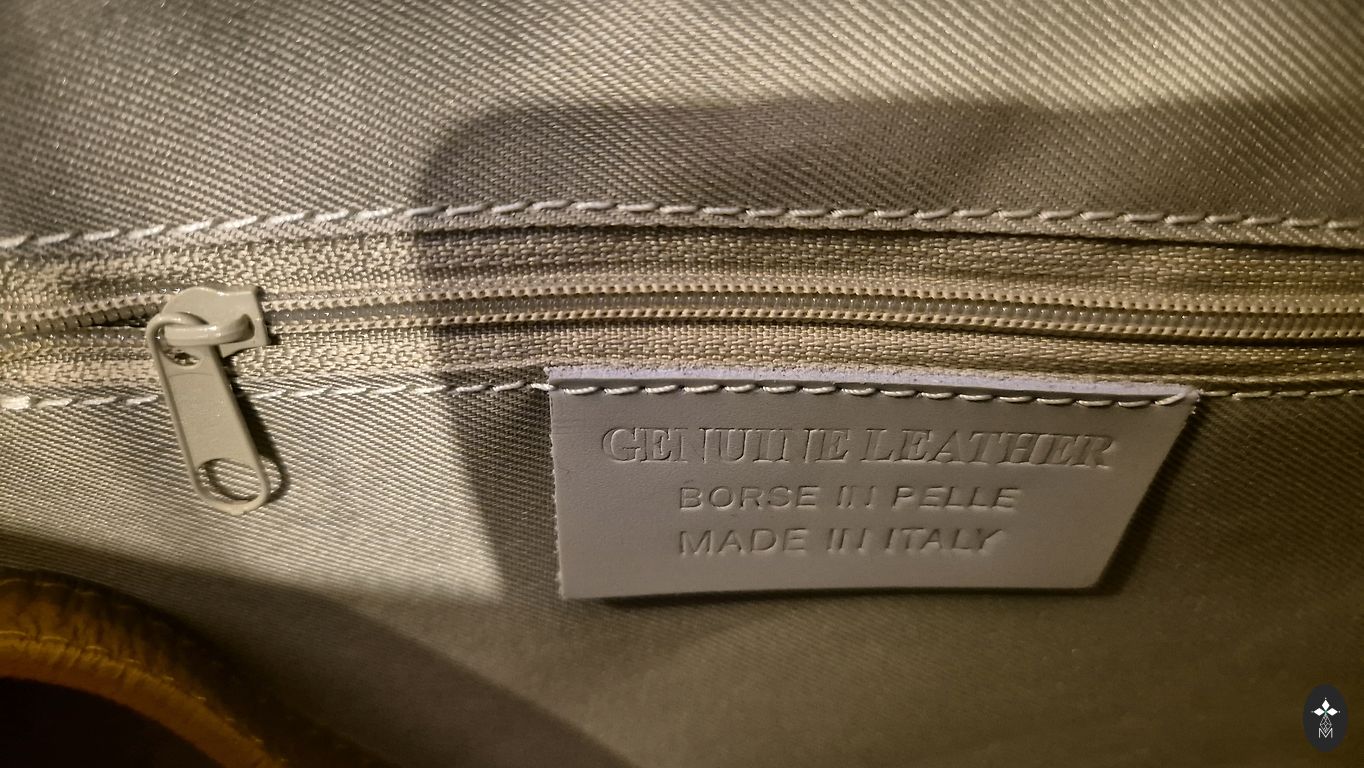 GENUINE LEATHER
BORSE IN PELLE
MADE IN ITALY
M